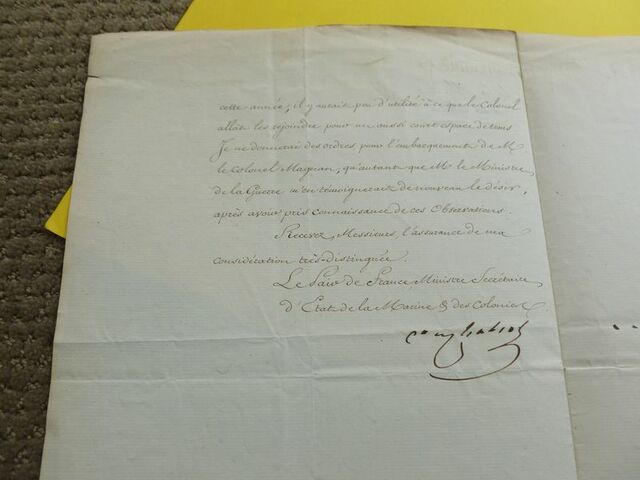 cette année; il y aurait peu d'utilité à ce que le Colonel
allât les rejoindre pour un aussi court espace de tems
Je ne donnerai des ordres pour l'embarquement de M
le Colonel Magnan, qu'autant que M le Ministre
de la Guerre m'en témoignerait de nouveau le désir,
après avoir pris connaissance de ces Observations.
Recevez, Messieurs, l'assurance de ma
considération très-distinguée.
Le Pair de France, Ministre Secrétaire
d'Etat de la Marine & des Colonies